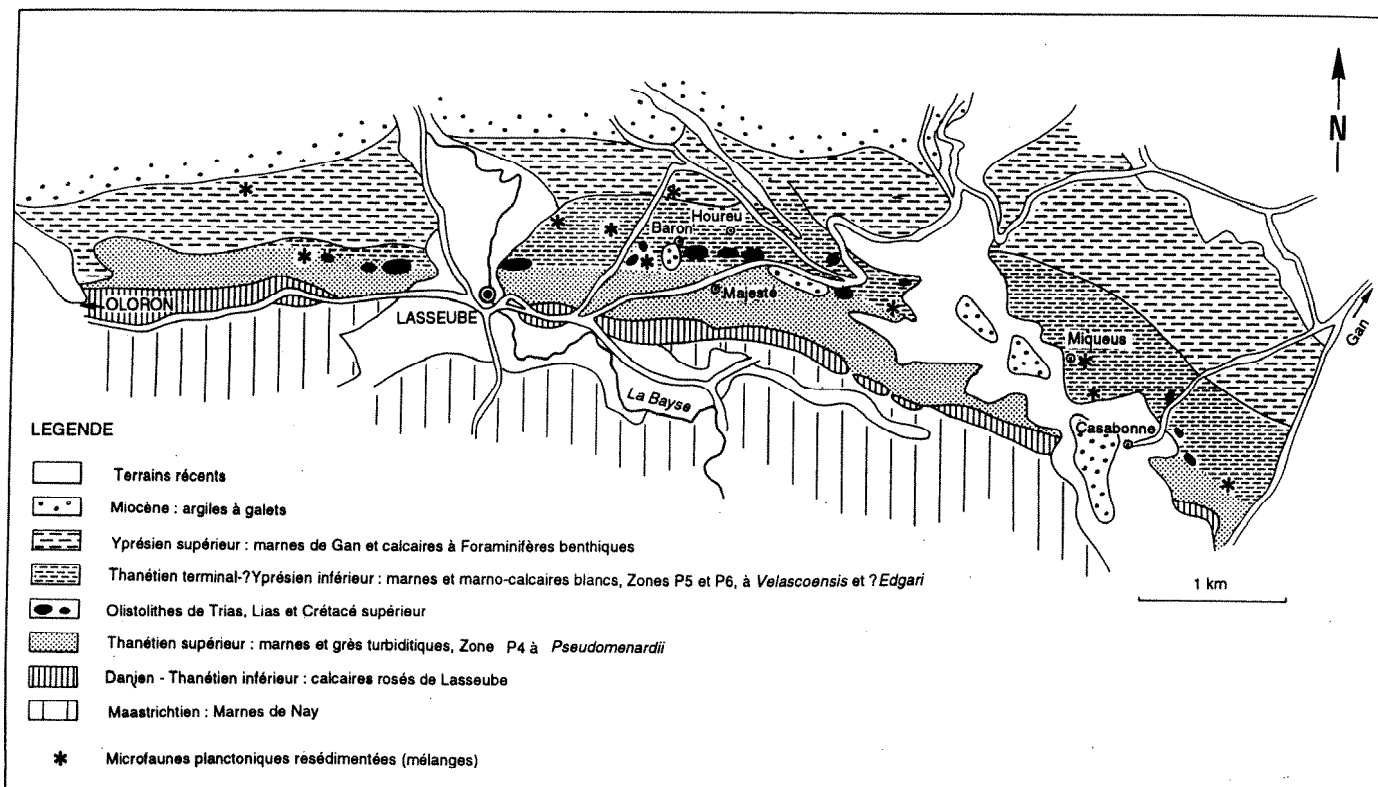 N
Houreu
Baron
OLORON
LASSEUBE
Majesté
Miqueus
Gan
La Bayse
Casabonne
LEGENDE
Terrains récents
Miocène : argiles à galets
Yprésien supérieur : marnes de Gan et calcaires à Foraminifères benthiques
Thanétien terminal-?Yprésien inférieur : marnes et marno-calcaires blancs, Zones P5 et P6, à Velascoensis et ?Edgari
1 km
Olistolithes de Trias, Lias et Crétacé supérieur
Thanétien supérieur : marnes et grès turbiditiques, Zone P4 à Pseudomenardii
Danien - Thanétien inférieur : calcaires rosés de Lasseube
Maastrichtien : Marnes de Nay
Microfaunes planctoniques resédimentées (mélanges)